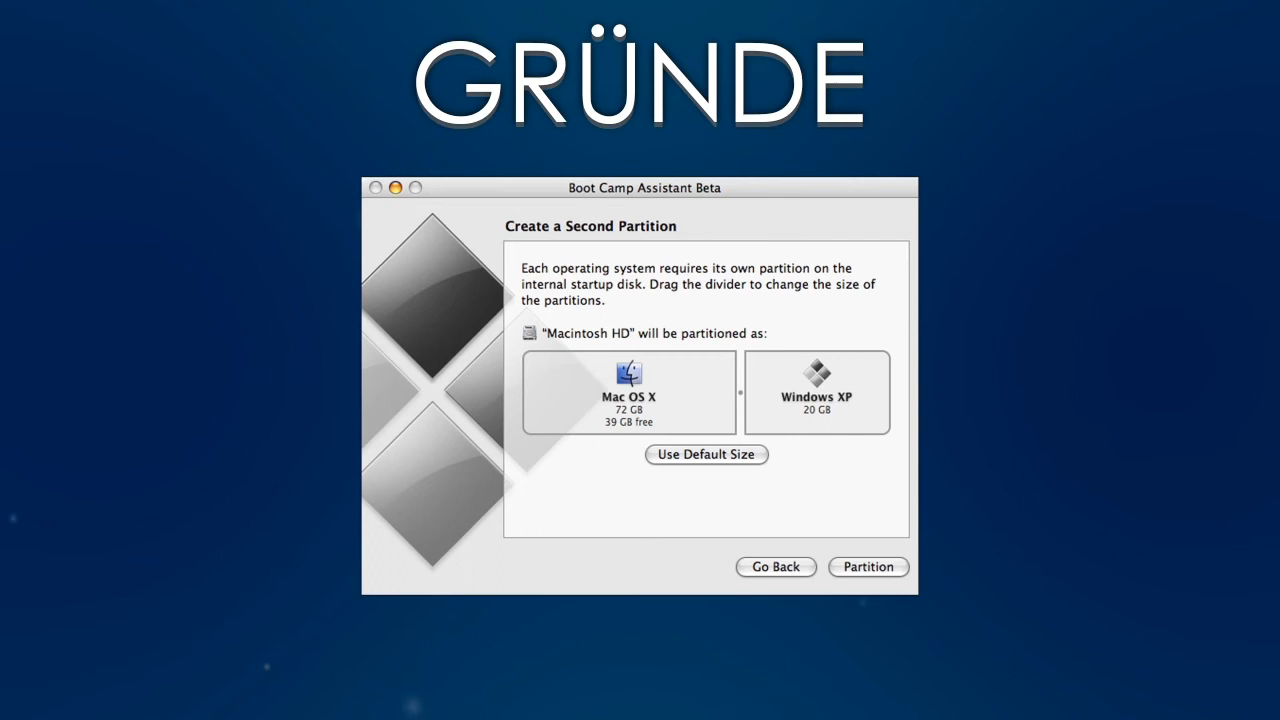 GRÜNDE
Boot Camp Assistant Beta
Create a Second Partition
Each operating system requires its own partition on the
internal startup disk. Drag the divider to change the size of
the partitions.
“Macintosh HD” will be partitioned as:
Mac OS X
72 GB
39 GB free
Windows XP
20 GB
Use Default Size
Go Back
Partition